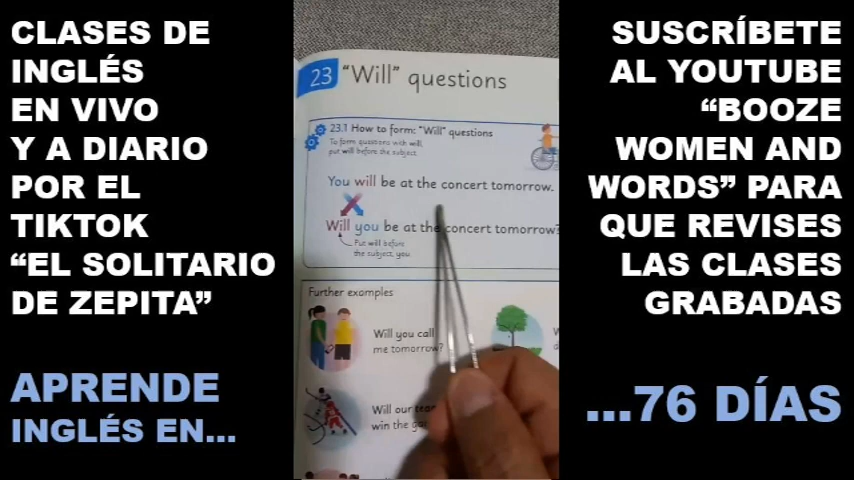 CLASES DE
INGLÉS
EN VIVO
Y A DIARIO
POR EL
TIKTOK
“EL SOLITARIO
DE ZEPITA”
APRENDE
INGLÉS EN...
23 "Will" questions
23.1 How to form: "Will" questions
To form questions with will,
put will before the subject.
You will be at the concert tomorrow.
Will you be at the concert tomorrow?
Put will before
the subject, you.
Further examples
Will you call
me tomorrow?
Will our
win the
SUSCRÍBETE
AL YOUTUBE
“BOOZE
WOMEN AND
WORDS” PARA
QUE REVISES
LAS CLASES
GRABADAS
...76 DÍAS